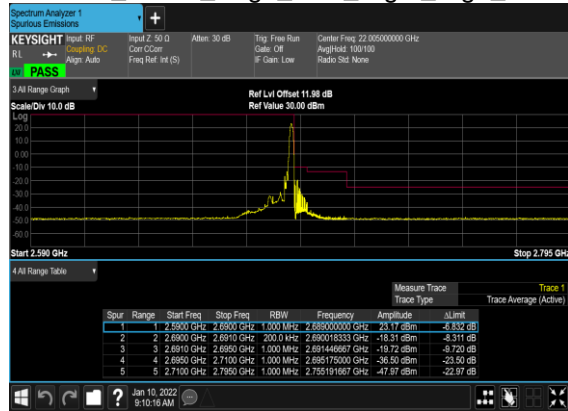 Spectrum Analyzer 1
Spurious Emissions
KEYSIGHT Input: RF Input Z: 50 Ω Atten: 30 dB Trig: Free Run Center Freq: 22.005000000 GHz
RL Coupling: DC Corr CCorr Gate: Off Avg|Hold: 100/100
Align: Auto Freq Ref: Int (S) IF Gain: Low Radio Std: None
PASS
3 All Range Graph
Ref Lvl Offset 11.98 dB
Scale/Div 10.0 dB Ref Value 30.00 dBm
Log
20.0
10.0
0.00
-10.0
-20.0
-30.0
-40.0
-50.0
-60.0
Start 2.590 GHz Stop 2.795 GHz
4 All Range Table
Measure Trace Trace 1
Trace Type Trace Average (Active)
Spur Range Start Freq Stop Freq RBW Frequency Amplitude ΔLimit
1 1 2.5900 GHz 2.6900 GHz 1.000 MHz 2.689000000 GHz 23.17 dBm -6.832 dB
2 2 2.6900 GHz 2.6910 GHz 200.0 kHz 2.690018333 GHz -18.31 dBm -8.311 dB
3 3 2.6910 GHz 2.6950 GHz 1.000 MHz 2.691446667 GHz -19.72 dBm -9.720 dB
4 4 2.6950 GHz 2.7100 GHz 1.000 MHz 2.695175000 GHz -36.50 dBm -23.50 dB
5 5 2.7100 GHz 2.7950 GHz 1.000 MHz 2.755191667 GHz -47.97 dBm -22.97 dB
Jan 10, 2022
9:10:16 AM